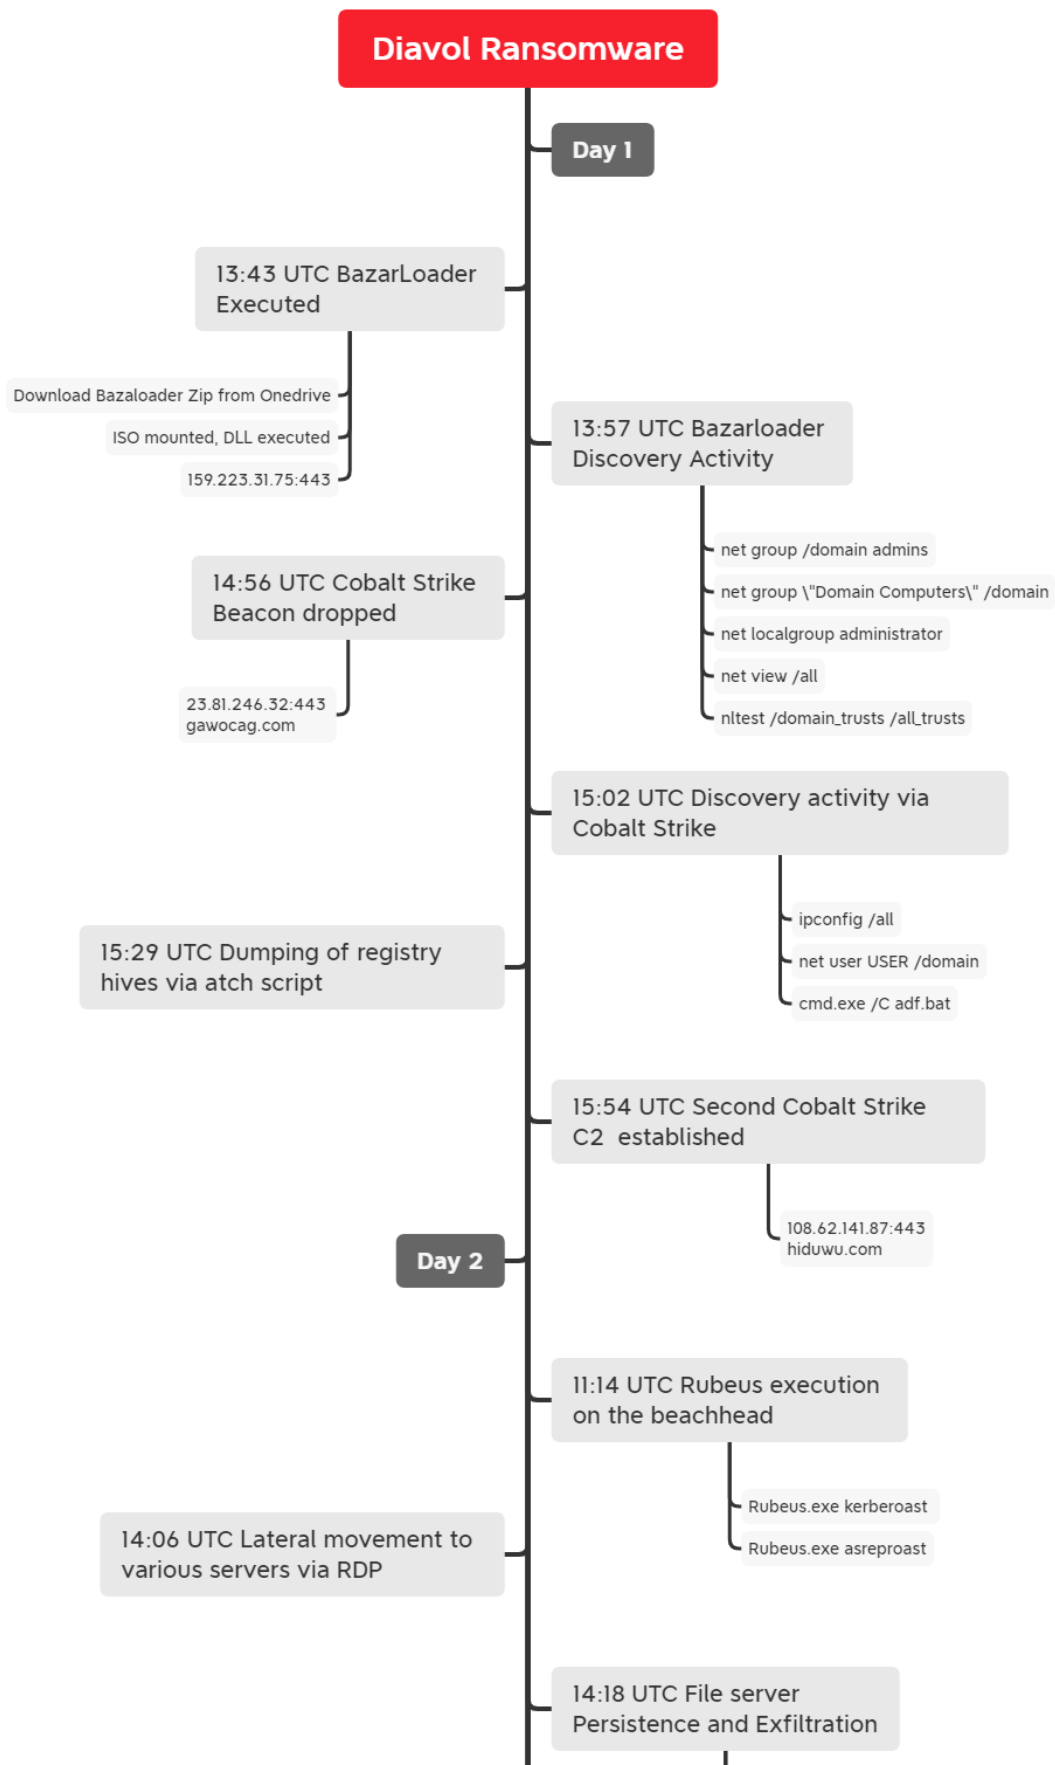 Diavol Ransomware
Day 1
13:43 UTC BazarLoader
Executed
Download Bazaloader Zip from Onedrive
ISO mounted, DLL executed
159.223.31.75:443
13:57 UTC Bazarloader
Discovery Activity
net group /domain admins
net group \"Domain Computers\" /domain
net localgroup administrator
net view /all
nltest /domain_trusts /all_trusts
14:56 UTC Cobalt Strike
Beacon dropped
23.81.246.32:443
gawocag.com
15:02 UTC Discovery activity via
Cobalt Strike
ipconfig /all
net user USER /domain
cmd.exe /C adf.bat
15:29 UTC Dumping of registry
hives via atch script
15:54 UTC Second Cobalt Strike
C2  established
108.62.141.87:443
hiduwu.com
Day 2
11:14 UTC Rubeus execution
on the beachhead
Rubeus.exe kerberoast
Rubeus.exe asreproast
14:06 UTC Lateral movement to
various servers via RDP
14:18 UTC File server
Persistence and Exfiltration